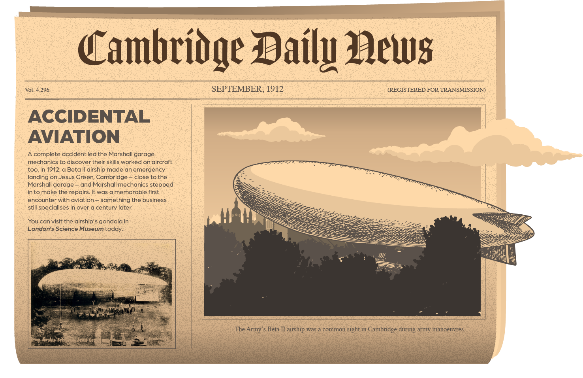 Cambridge Daily News
Vol. 4,296
SEPTEMBER, 1912
(REGISTERED FOR TRANSMISSION)
ACCIDENTAL
AVIATION
A complete accident led the Marshall garage
mechanics to discover their skills worked on aircraft
too. In 1912, a Beta II airship made an emergency
landing on Jesus Green, Cambridge – close to the
Marshall garage – and Marshall mechanics stepped
in to make the repairs. It was a memorable first
encounter with aviation – something the business
still specialises in over a century later.
You can visit the airship's gondola in
London's Science Museum today.
The Army's Beta II airship was a common sight in Cambridge during army manoeuvres.